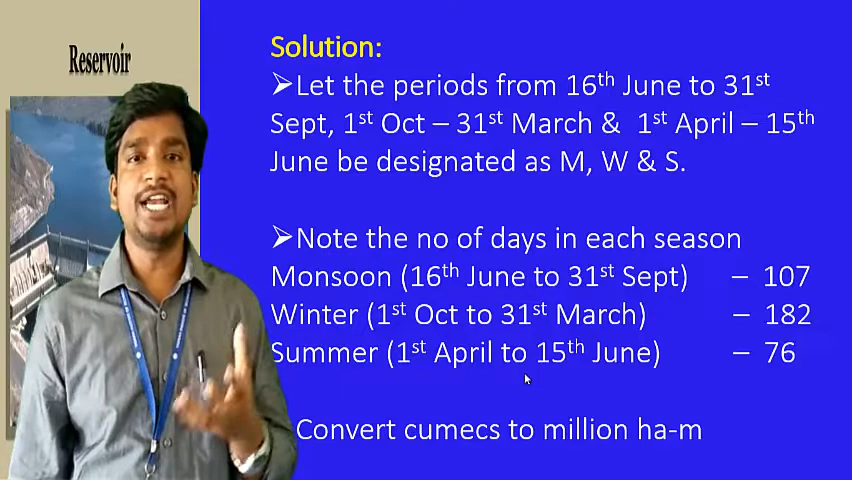 Reservoir
Solution:
➢Let the periods from 16th June to 31st
Sept, 1st Oct – 31st March & 1st April – 15th
June be designated as M, W & S.
➢Note the no of days in each season
Monsoon (16th June to 31st Sept) – 107
Winter (1st Oct to 31st March) – 182
Summer (1st April to 15th June) – 76
Convert cumecs to million ha-m